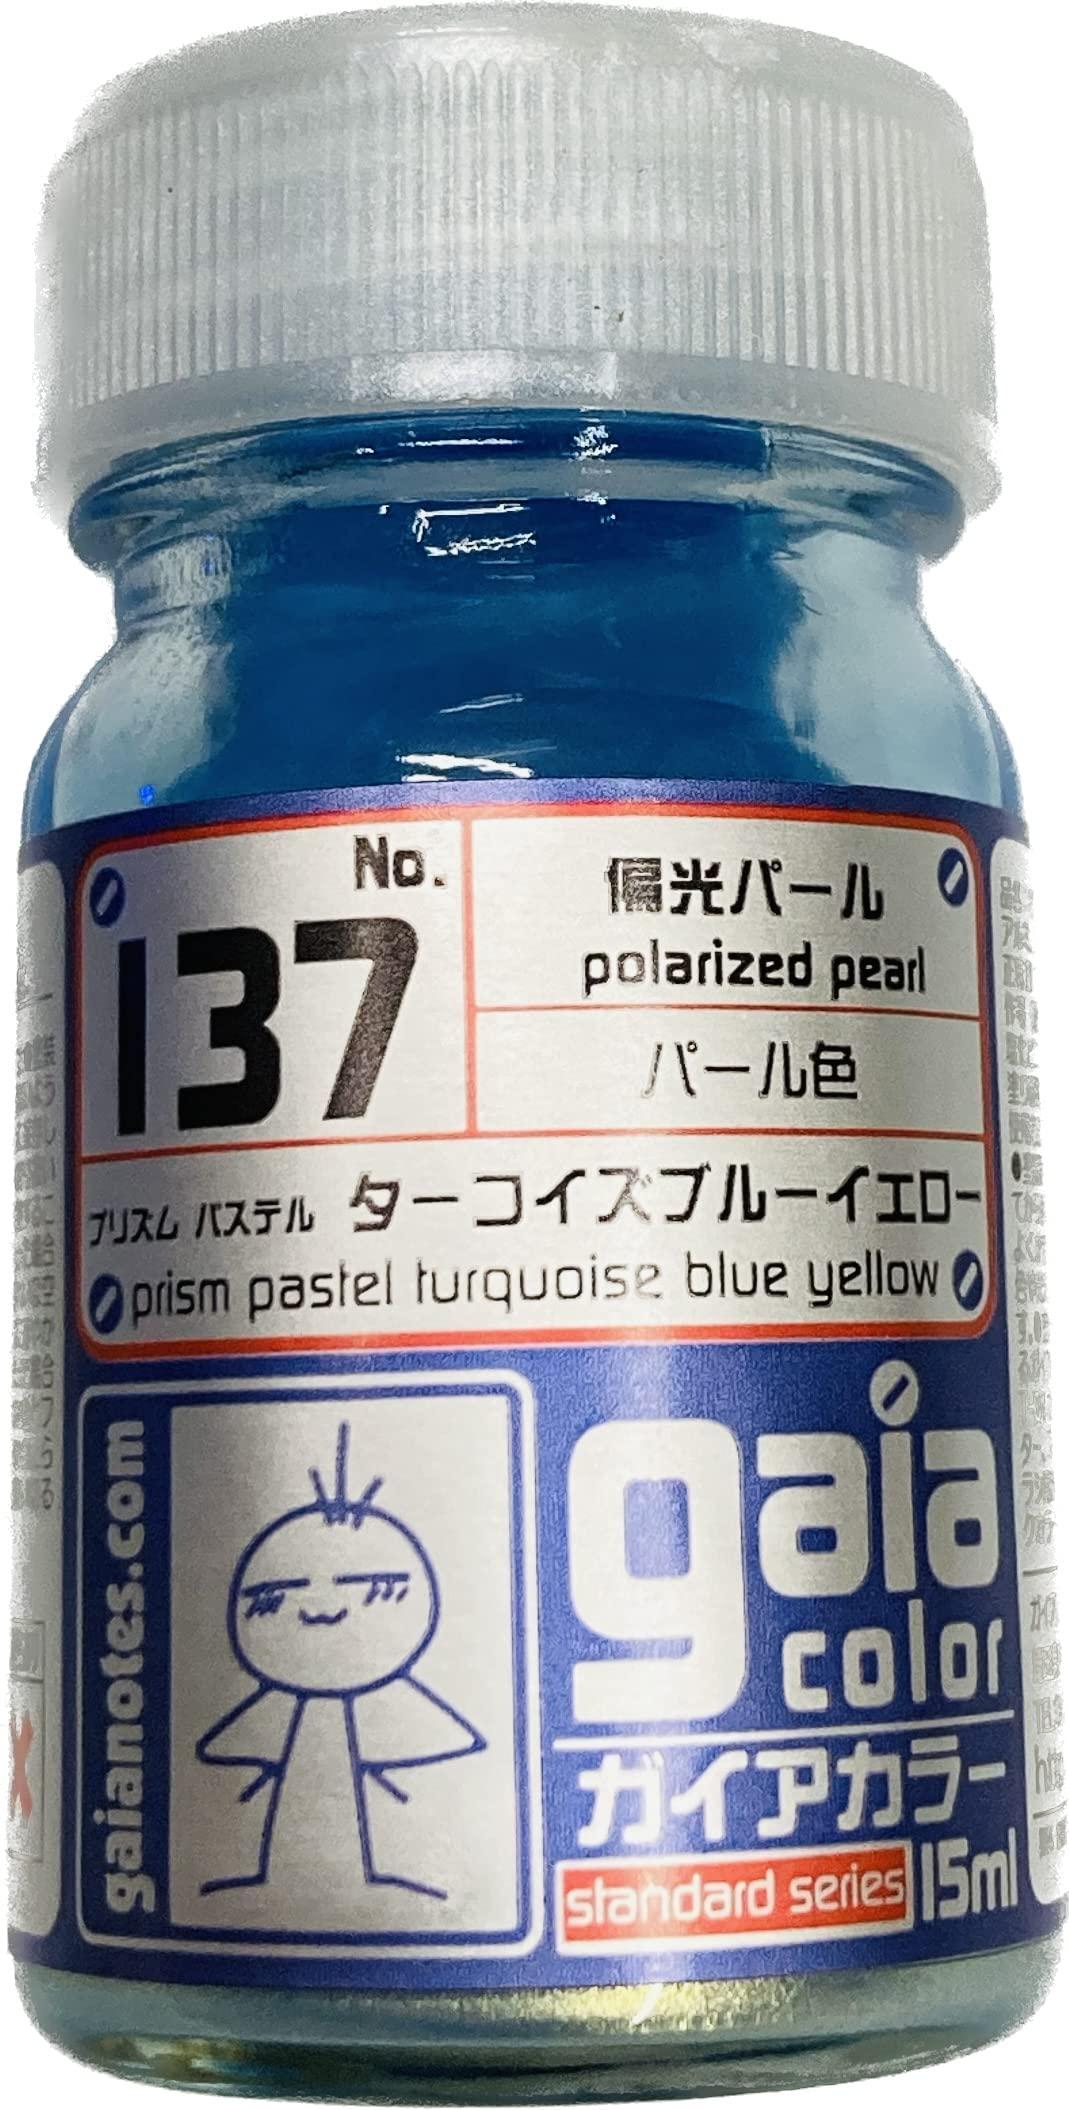 No.
137
偏光パール
polarized pearl
パール色
プリズム パステル ターコイズブルーイエロー
prism pastel turquoise blue yellow
gaianotes.com
gaia
color
ガイアカラー
standard series 15ml